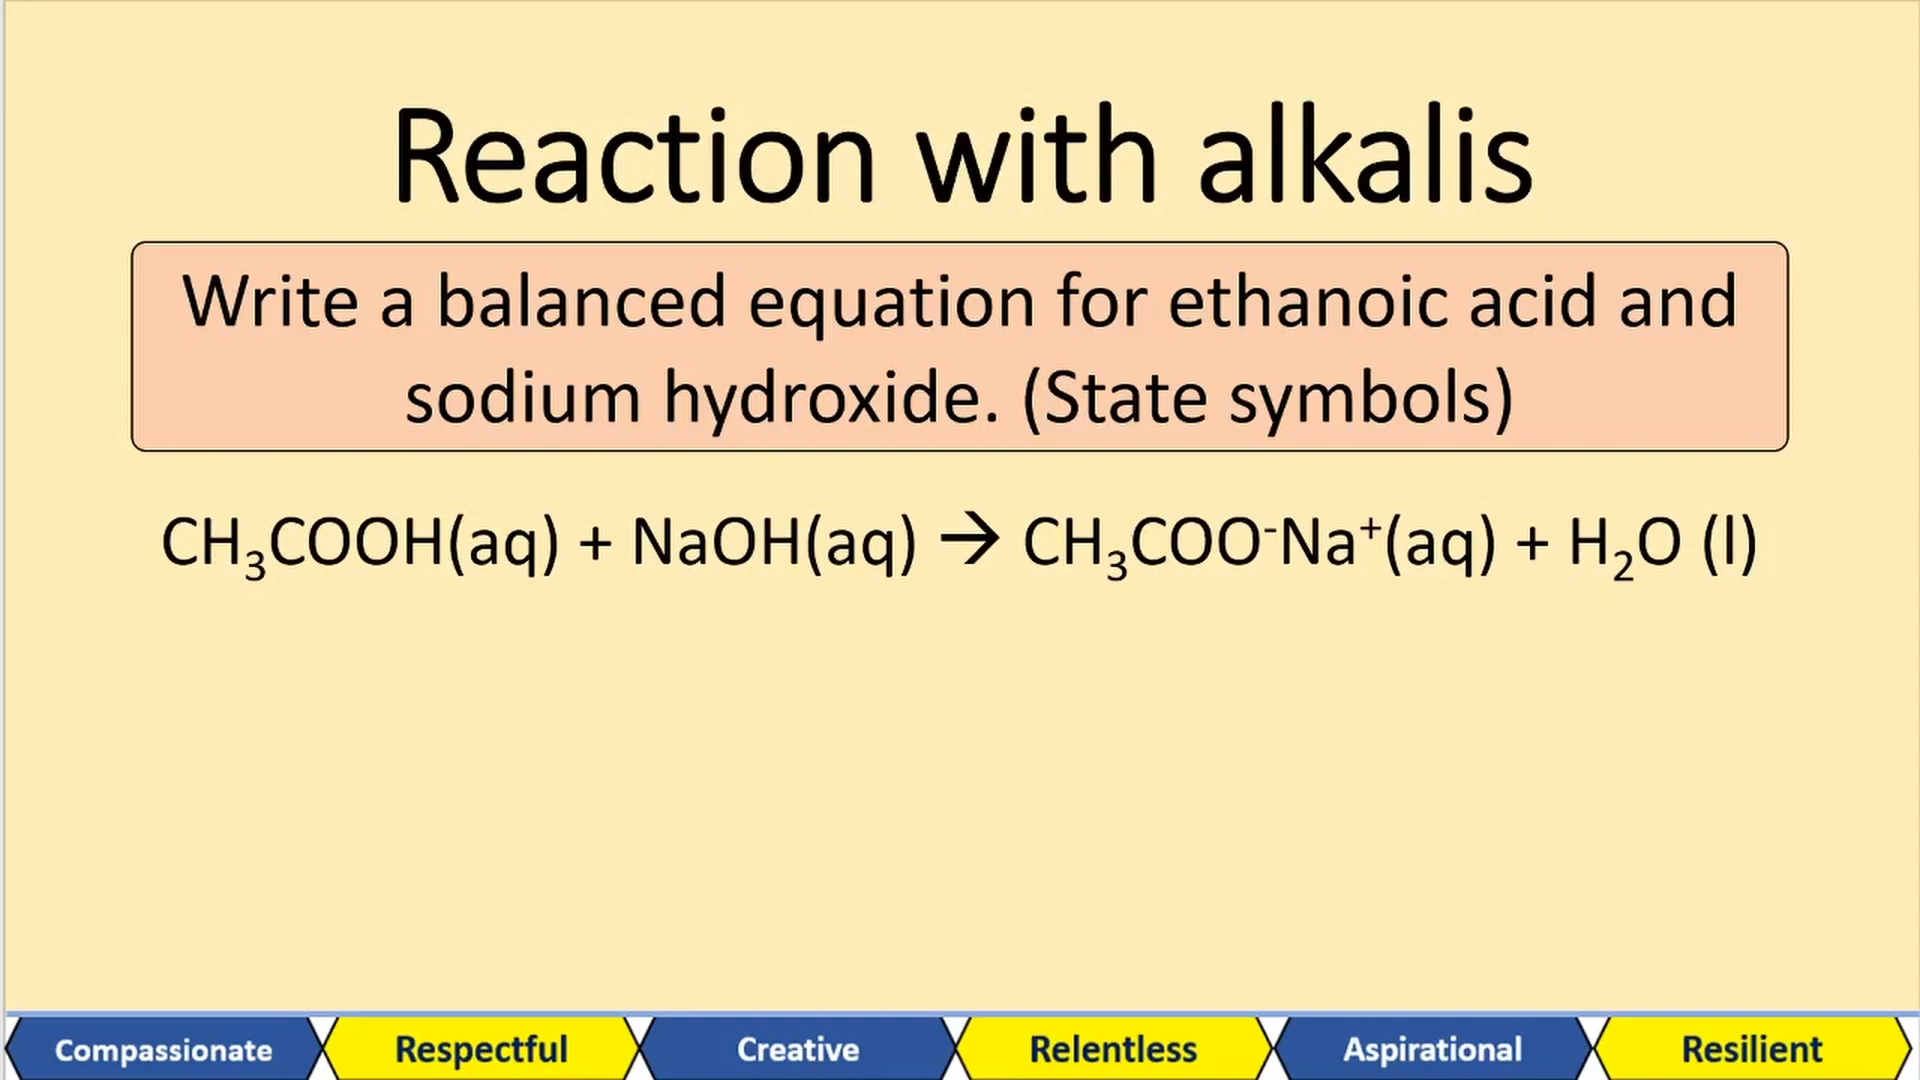 Reaction with alkalis
Write a balanced equation for ethanoic acid and
sodium hydroxide. (State symbols)
CH₃COOH(aq) + NaOH(aq) → CH₃COO⁻Na⁺(aq) + H₂O (l)
Compassionate Respectful Creative Relentless Aspirational Resilient